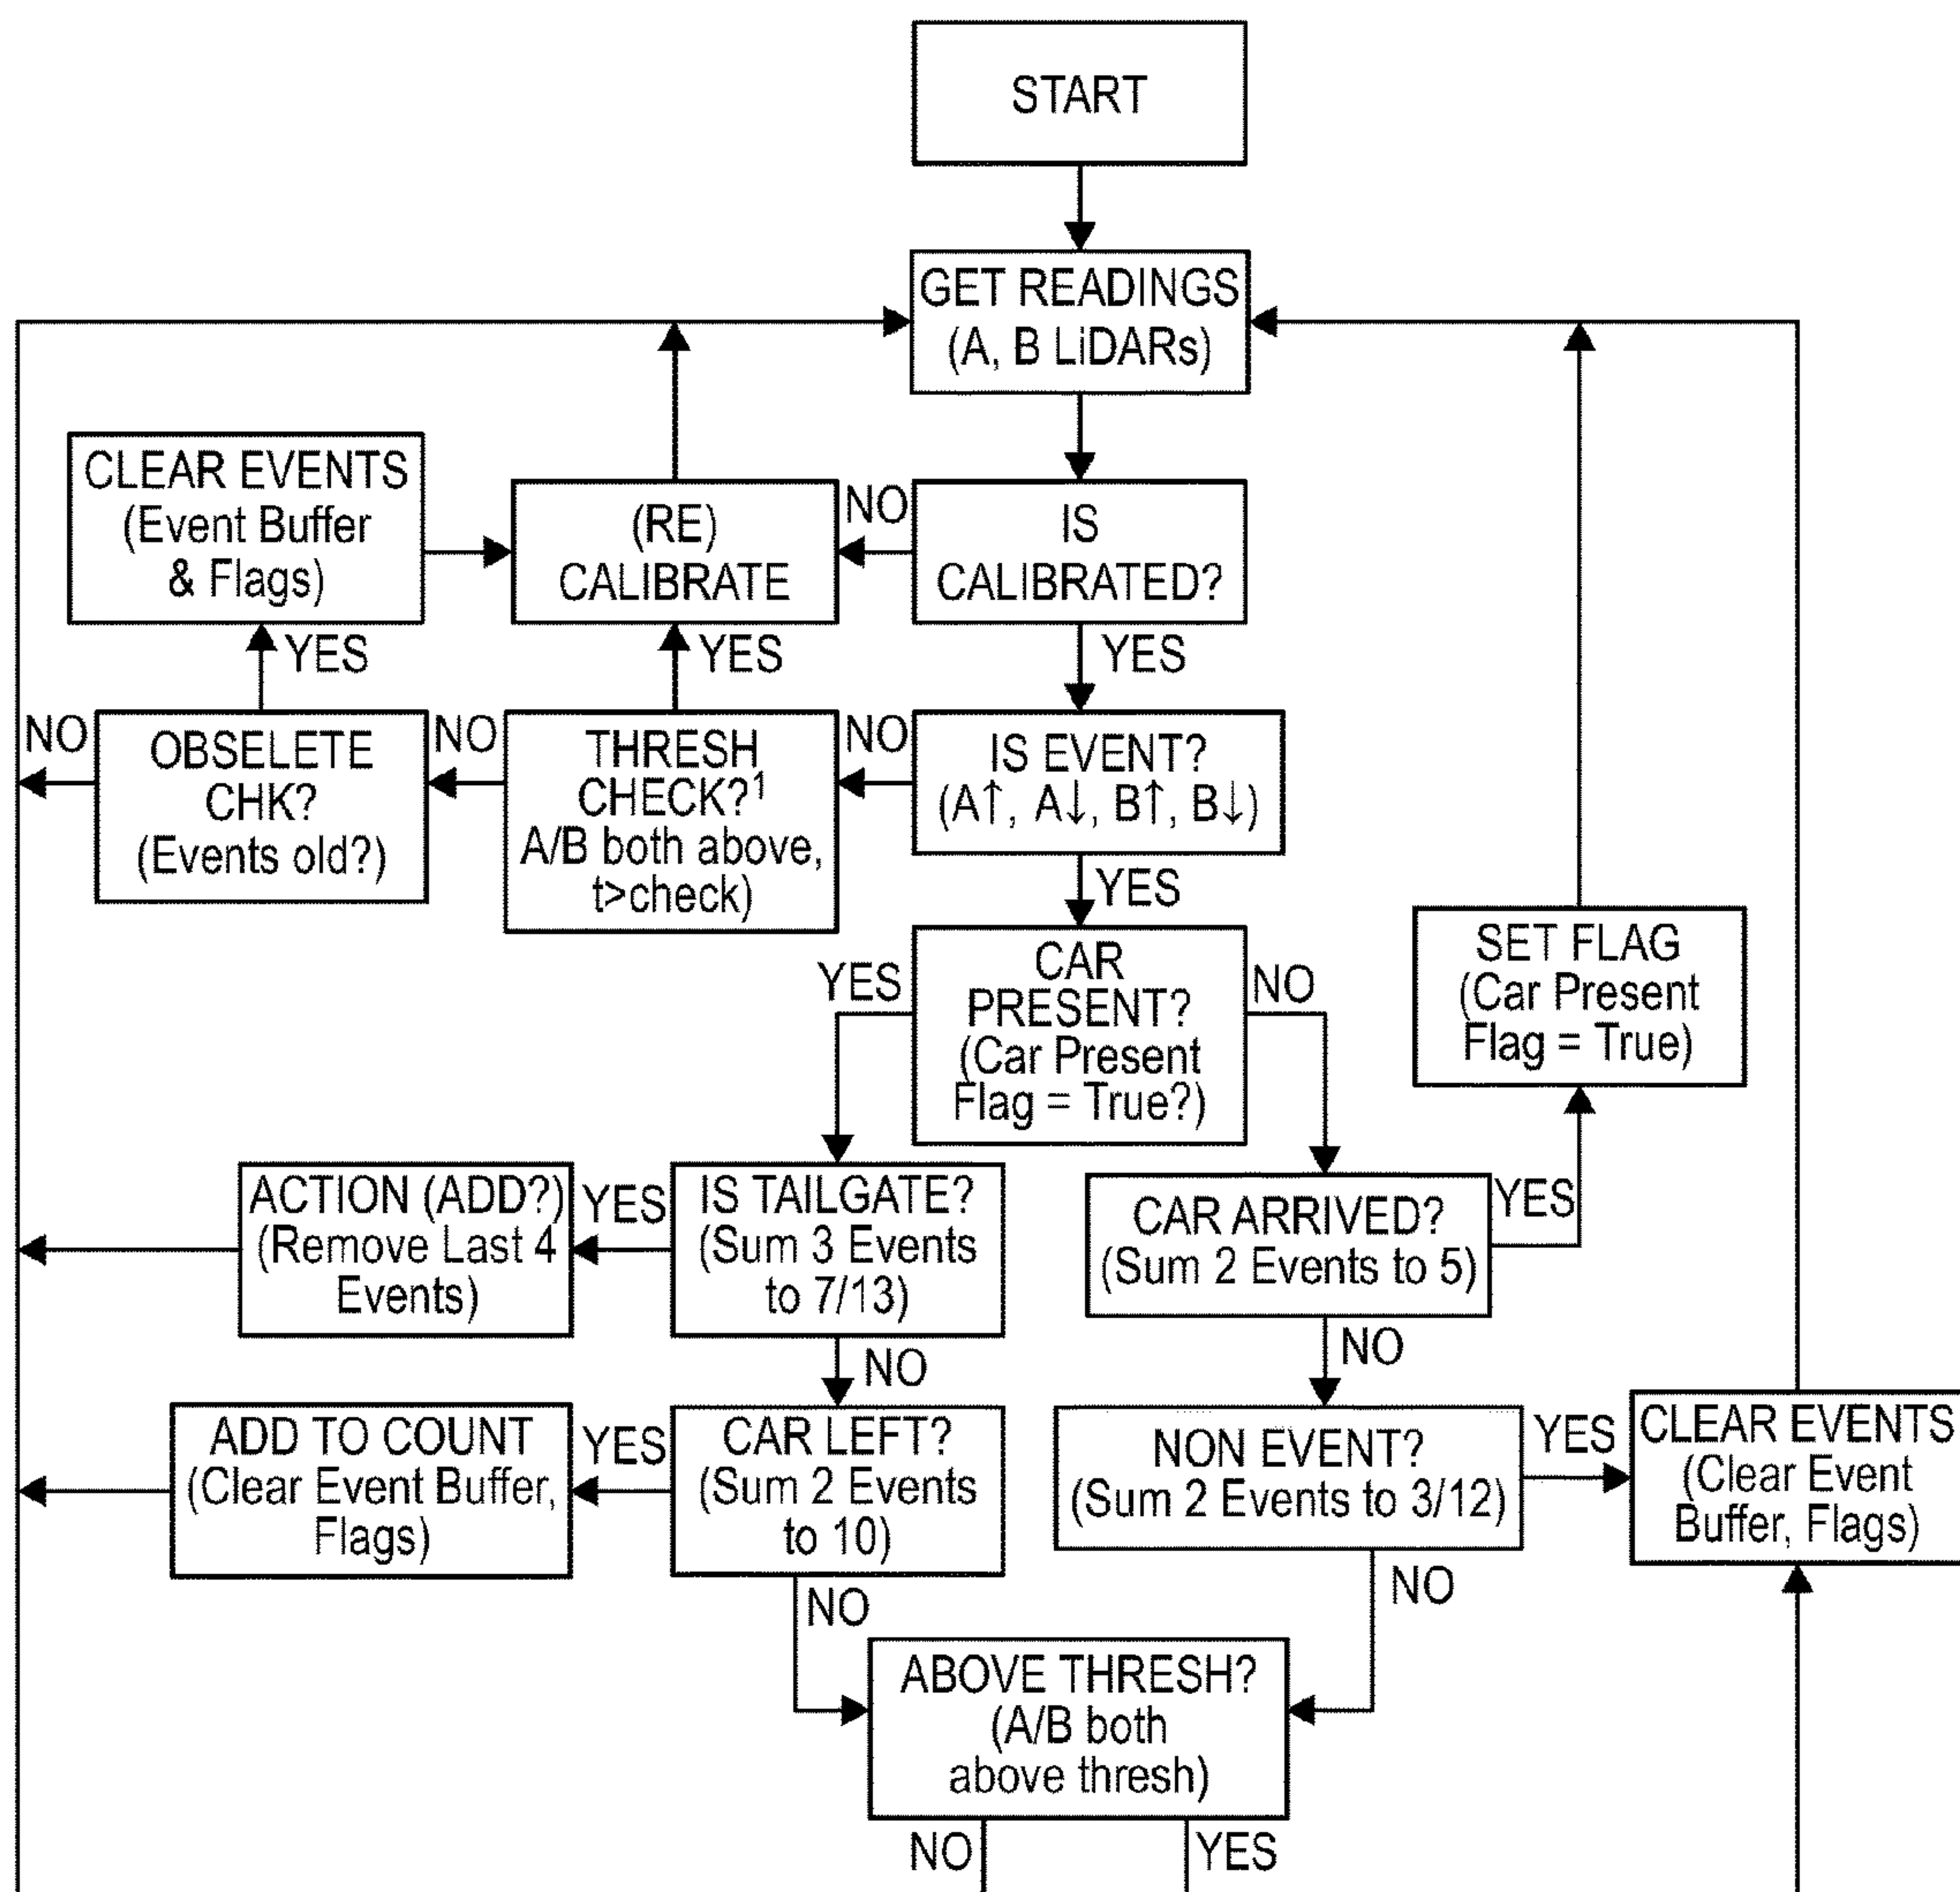 START
GET READINGS
(A, B LiDARs)
CLEAR EVENTS
(Event Buffer
& Flags)
(RE)
CALIBRATE
NO
IS
CALIBRATED?
YES
YES
YES
NO
OBSELETE
CHK?
(Events old?)
NO
THRESH
CHECK?¹
A/B both above,
t>check)
NO
IS EVENT?
(A↑, A↓, B↑, B↓)
YES
YES
CAR
PRESENT?
(Car Present
Flag = True?)
NO
SET FLAG
(Car Present
Flag = True)
ACTION (ADD?)
(Remove Last 4
Events)
YES
IS TAILGATE?
(Sum 3 Events
to 7/13)
CAR ARRIVED?
(Sum 2 Events to 5)
YES
NO
NO
ADD TO COUNT
(Clear Event Buffer,
Flags)
YES
CAR LEFT?
(Sum 2 Events
to 10)
NON EVENT?
(Sum 2 Events to 3/12)
YES
CLEAR EVENTS
(Clear Event
Buffer, Flags)
NO
NO
ABOVE THRESH?
(A/B both
above thresh)
NO
YES